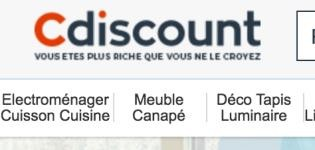 Cdiscount
VOUS ETES PLUS RICHE QUE VOUS NE LE CROYEZ
Electroménager
Cuisson Cuisine
Meuble
Canapé
Déco Tapis
Luminaire